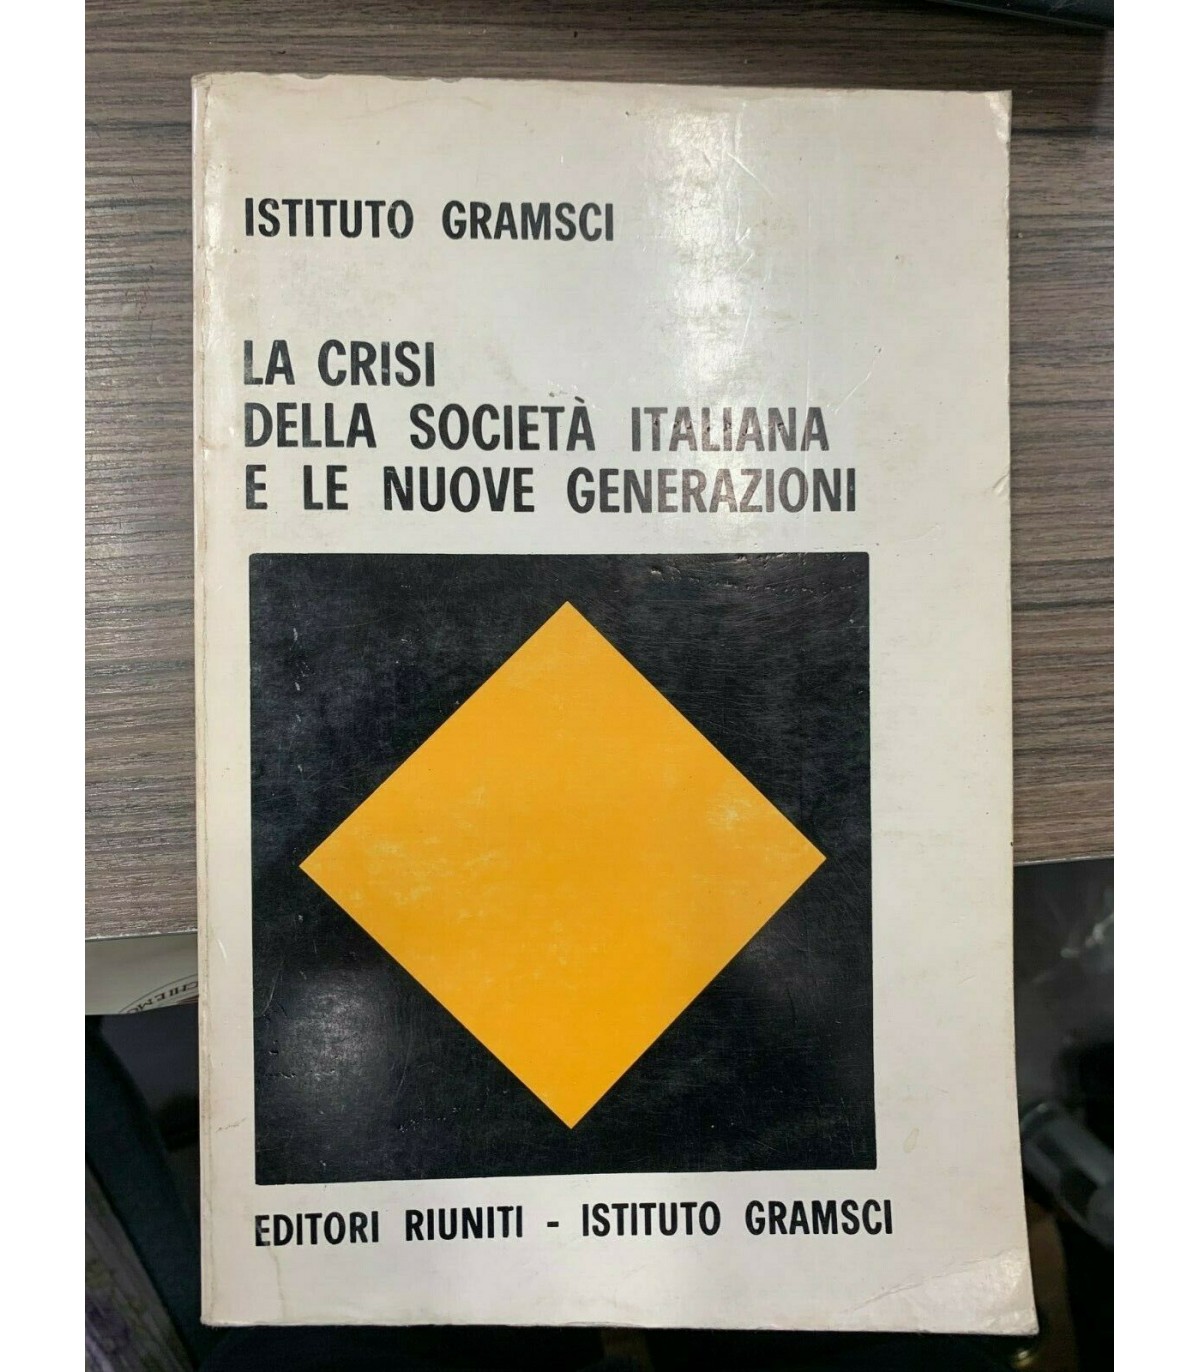 ISTITUTO GRAMSCI
LA CRISI
DELLA SOCIETÀ ITALIANA
E LE NUOVE GENERAZIONI
EDITORI RIUNITI - ISTITUTO GRAMSCI